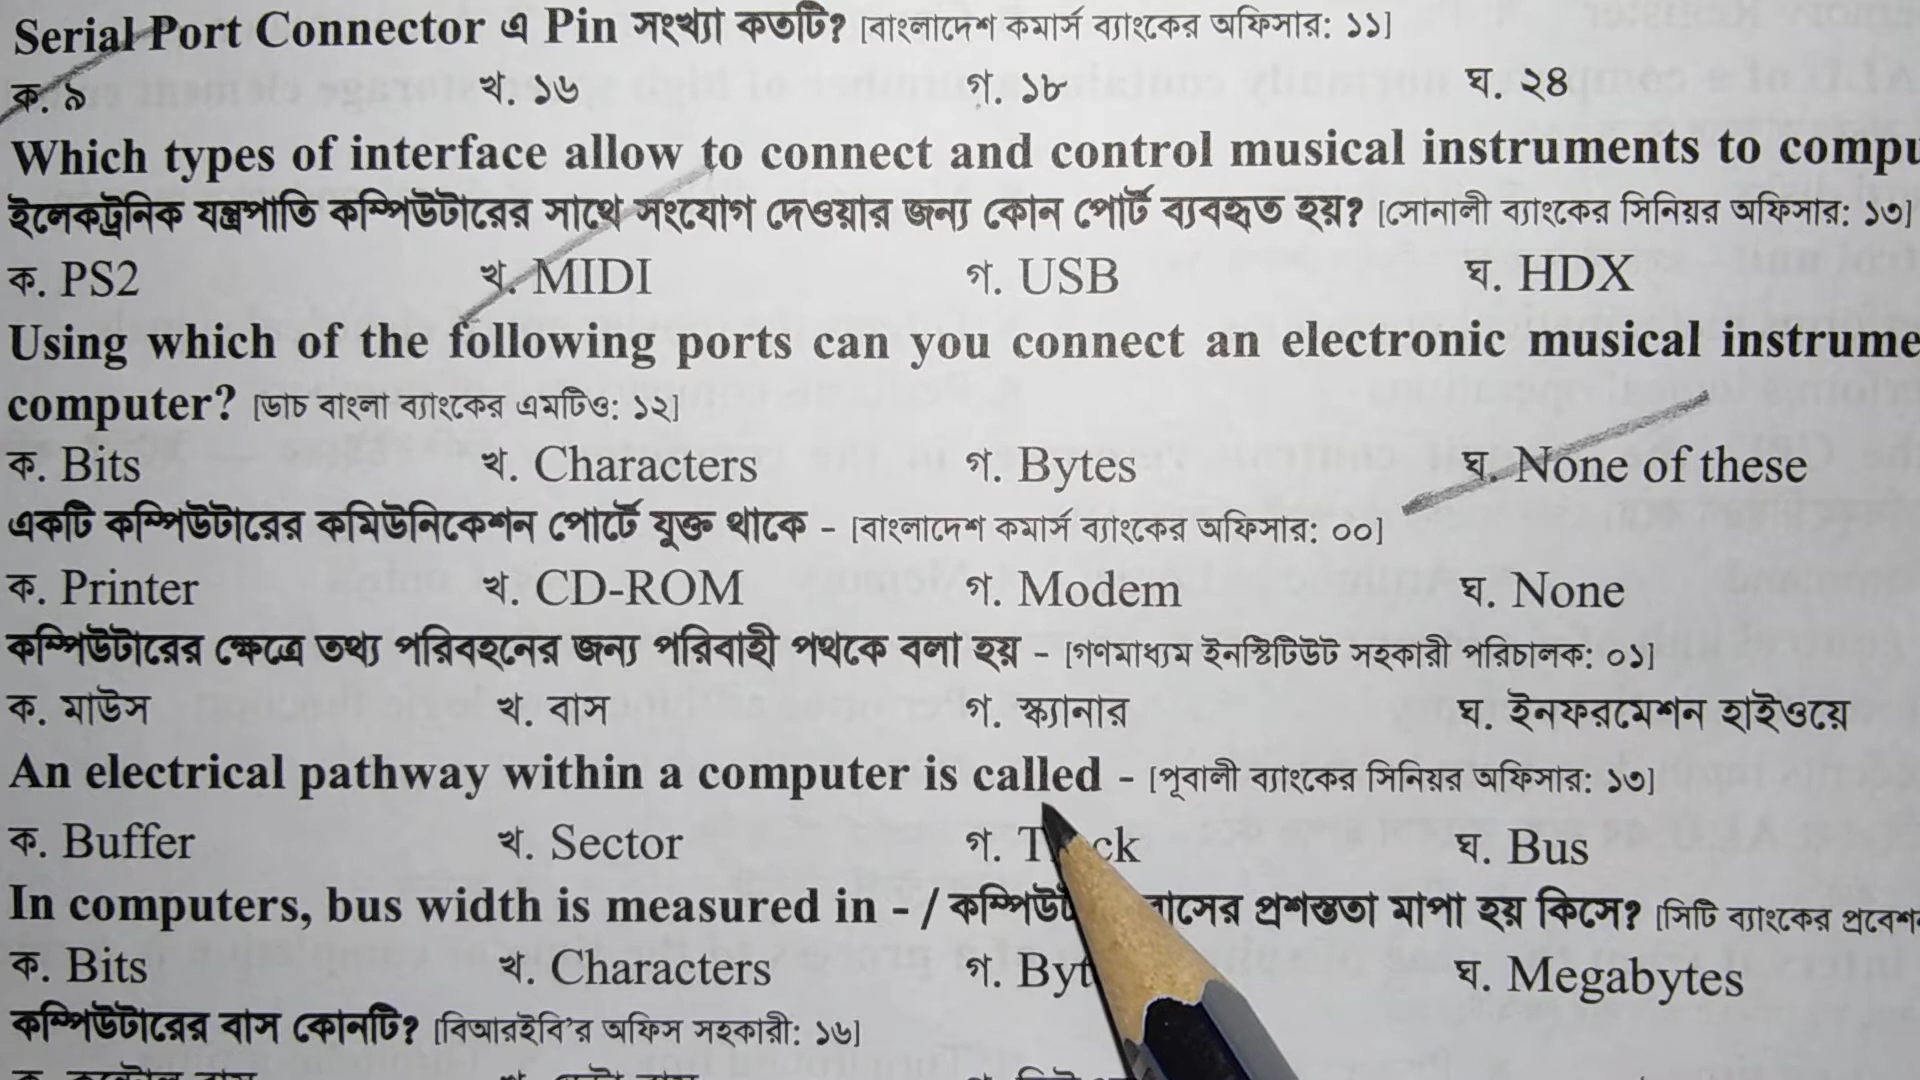 Serial Port Connector এ Pin সংখ্যা কতটি? [বাংলাদেশ কমার্স ব্যাংকের অফিসার: ১১]
ক. ৯ খ. ১৬ গ. ১৮ ঘ. ২৪
Which types of interface allow to connect and control musical instruments to
ইলেকট্রনিক যন্ত্রপাতি কম্পিউটারের সাথে সংযোগ দেওয়ার জন্য কোন পোর্ট ব্যবহৃত হয়? [সোনালী ব্যাংকের সিনিয়র অফিসার: ১৩]
ক. PS2 খ. MIDI গ. USB ঘ. HDX
Using which of the following ports can you connect an electronic musical
computer? [ডাচ বাংলা ব্যাংকের এমটিও: ১২]
ক. Bits খ. Characters গ. Bytes ঘ. None of these
একটি কম্পিউটারের কমিউনিকেশন পোর্টে যুক্ত থাকে - [বাংলাদেশ কমার্স ব্যাংকের অফিসার: ০০]
ক. Printer খ. CD-ROM গ. Modem ঘ. None
কম্পিউটারের ক্ষেত্রে তথ্য পরিবহনের জন্য পরিবাহী পথকে বলা হয় - [গণমাধ্যম ইনস্টিটিউট সহকারী পরিচালক: ০১]
ক. মাউস খ. বাস গ. স্ক্যানার ঘ. ইনফরমেশন হাইওয়ে
An electrical pathway within a computer is called - [পূবালী ব্যাংকের সিনিয়র অফিসার: ১৩]
ক. Buffer খ. Sector গ. ঘ. Bus
In computers, bus width is measured in - / প্রশস্ততা মাপা হয় কিসে? [সিটি ব্যাংকের
ক. Bits খ. Characters গ. ঘ. Megabytes
কম্পিউটারের বাস কোনটি? [বিআরইবি'র অফিস সহকারী: ১৬]